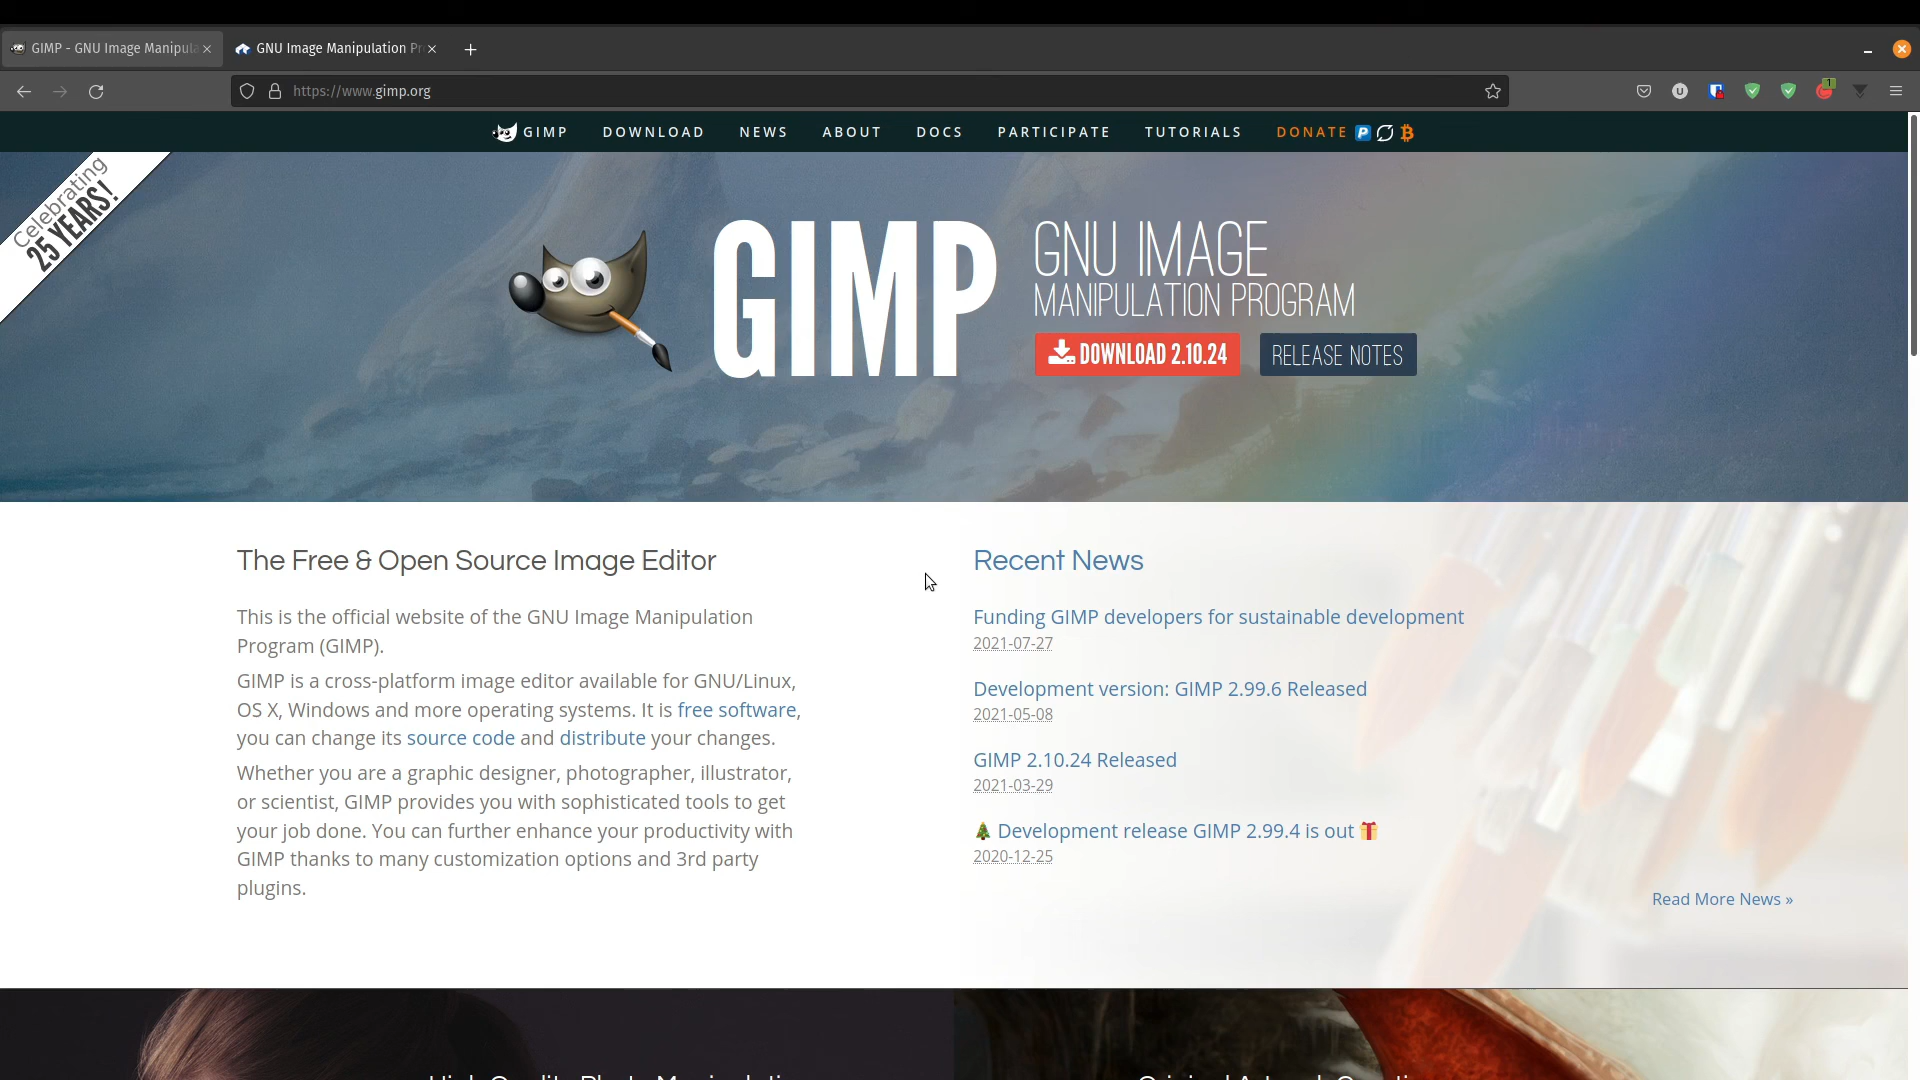 GIMP - GNU Image Manipula
GNU Image Manipulation Pr
https://www.gimp.org
1
GIMP DOWNLOAD NEWS ABOUT DOCS PARTICIPATE TUTORIALS DONATE
Celebrating
25 YEARS!
GIMP
GNU IMAGE
MANIPULATION PROGRAM
DOWNLOAD 2.10.24
RELEASE NOTES
The Free & Open Source Image Editor
This is the official website of the GNU Image Manipulation
Program (GIMP).
GIMP is a cross-platform image editor available for GNU/Linux,
OS X, Windows and more operating systems. It is free software,
you can change its source code and distribute your changes.
Whether you are a graphic designer, photographer, illustrator,
or scientist, GIMP provides you with sophisticated tools to get
your job done. You can further enhance your productivity with
GIMP thanks to many customization options and 3rd party
plugins.
Recent News
Funding GIMP developers for sustainable development
2021-07-27
Development version: GIMP 2.99.6 Released
2021-05-08
GIMP 2.10.24 Released
2021-03-29
🎄 Development release GIMP 2.99.4 is out 🎁
2020-12-25
Read More News »